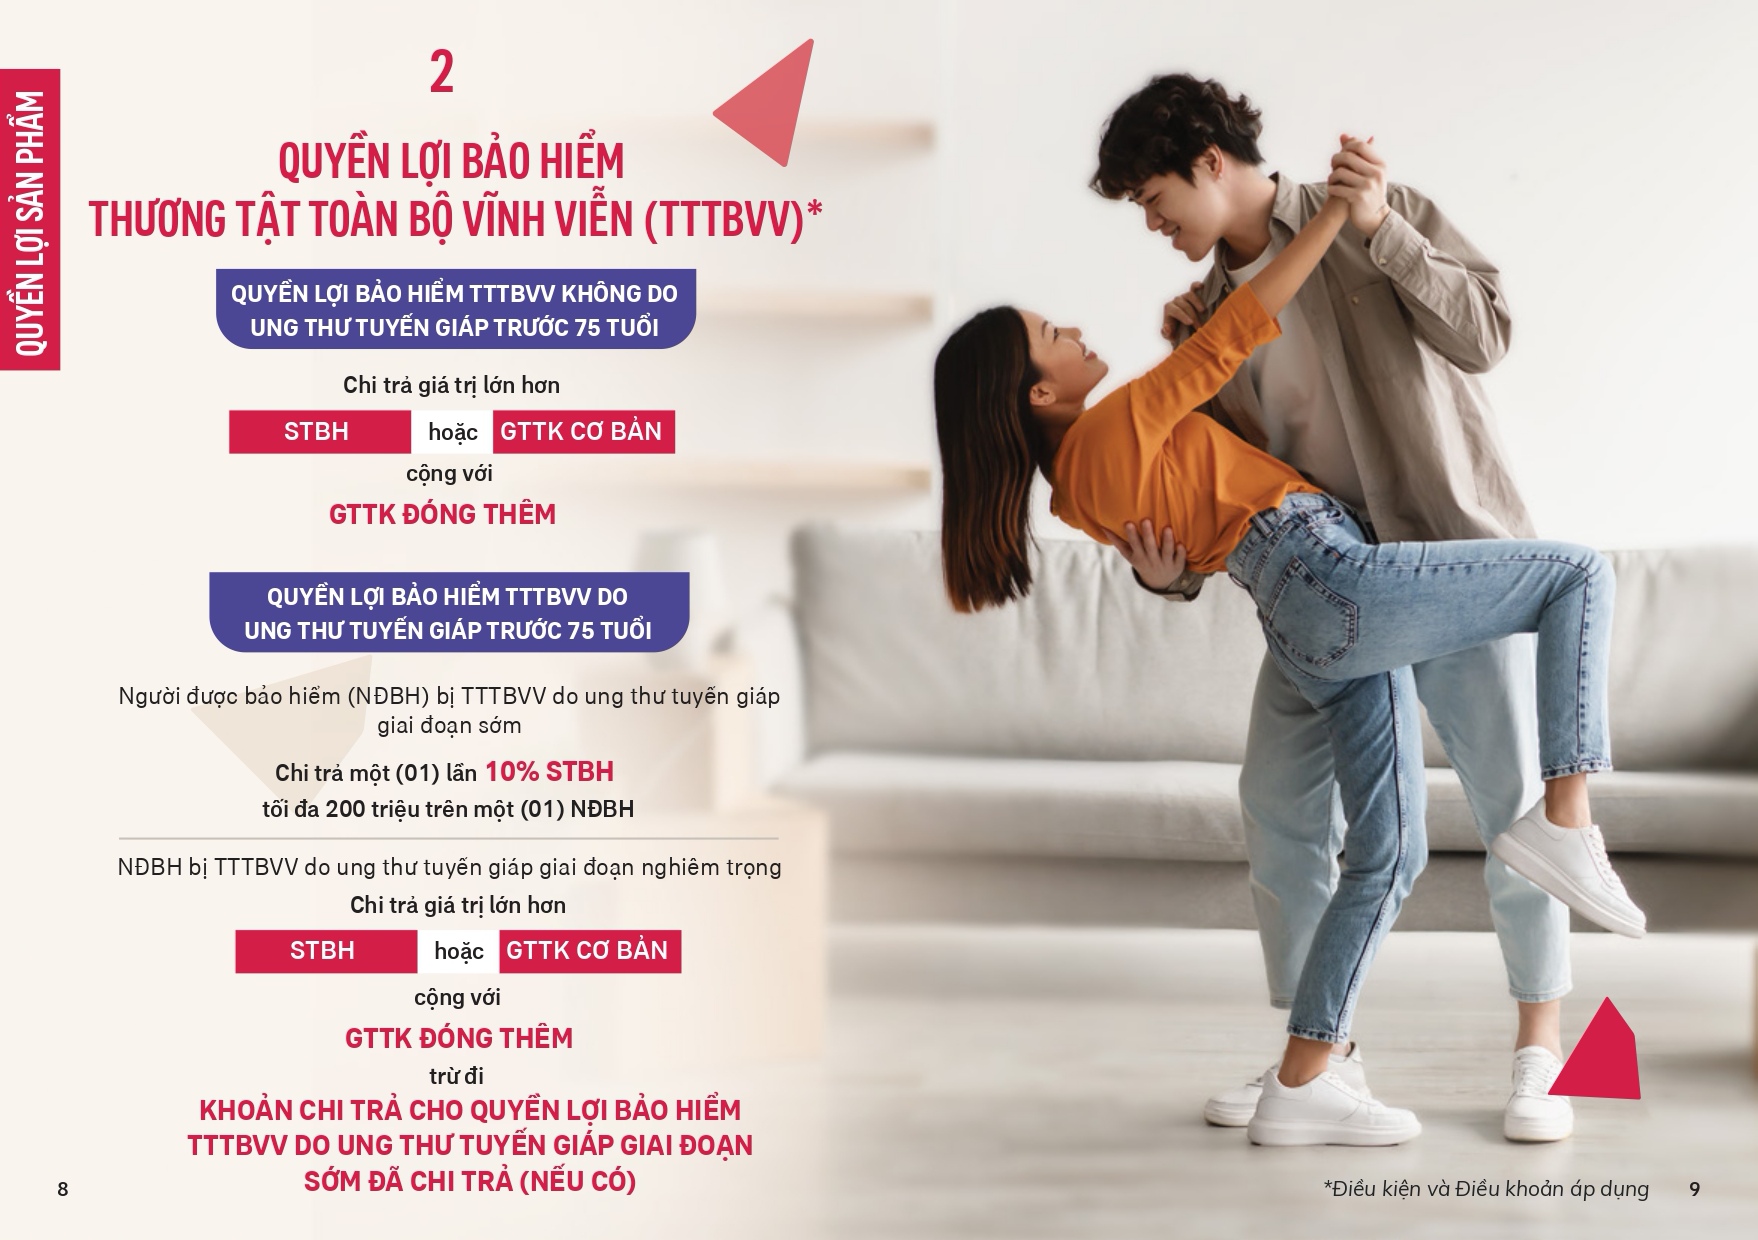 QUYỀN LỢI SẢN PHẨM
2
QUYỀN LỢI BẢO HIỂM
THƯƠNG TẬT TOÀN BỘ VĨNH VIỄN (TTTBVV)*
QUYỀN LỢI BẢO HIỂM TTTBVV KHÔNG DO
UNG THƯ TUYẾN GIÁP TRƯỚC 75 TUỔI
Chi trả giá trị lớn hơn
STBH hoặc GTTK CƠ BẢN
cộng với
GTTK ĐÓNG THÊM
QUYỀN LỢI BẢO HIỂM TTTBVV DO
UNG THƯ TUYẾN GIÁP TRƯỚC 75 TUỔI
Người được bảo hiểm (NĐBH) bị TTTBVV do ung thư tuyến giáp
giai đoạn sớm
Chi trả một (01) lần 10% STBH
tối đa 200 triệu trên một (01) NĐBH
NĐBH bị TTTBVV do ung thư tuyến giáp giai đoạn nghiêm trọng
Chi trả giá trị lớn hơn
STBH hoặc GTTK CƠ BẢN
cộng với
GTTK ĐÓNG THÊM
trừ đi
KHOẢN CHI TRẢ CHO QUYỀN LỢI BẢO HIỂM
TTTBVV DO UNG THƯ TUYẾN GIÁP GIAI ĐOẠN
SỚM ĐÃ CHI TRẢ (NẾU CÓ)
8
*Điều kiện và Điều khoản áp dụng 9